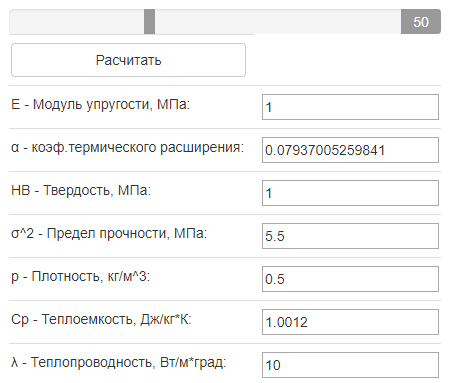 50
Расчитать
E - Модуль упругости, МПа: 1
α - коэф.термического расширения: 0.07937005259841
HB - Твердость, МПа: 1
σ^2 - Предел прочности, МПа: 5.5
p - Плотность, кг/м^3: 0.5
Cp - Теплоемкость, Дж/кг*К: 1.0012
λ - Теплопроводность, Вт/м*град: 10